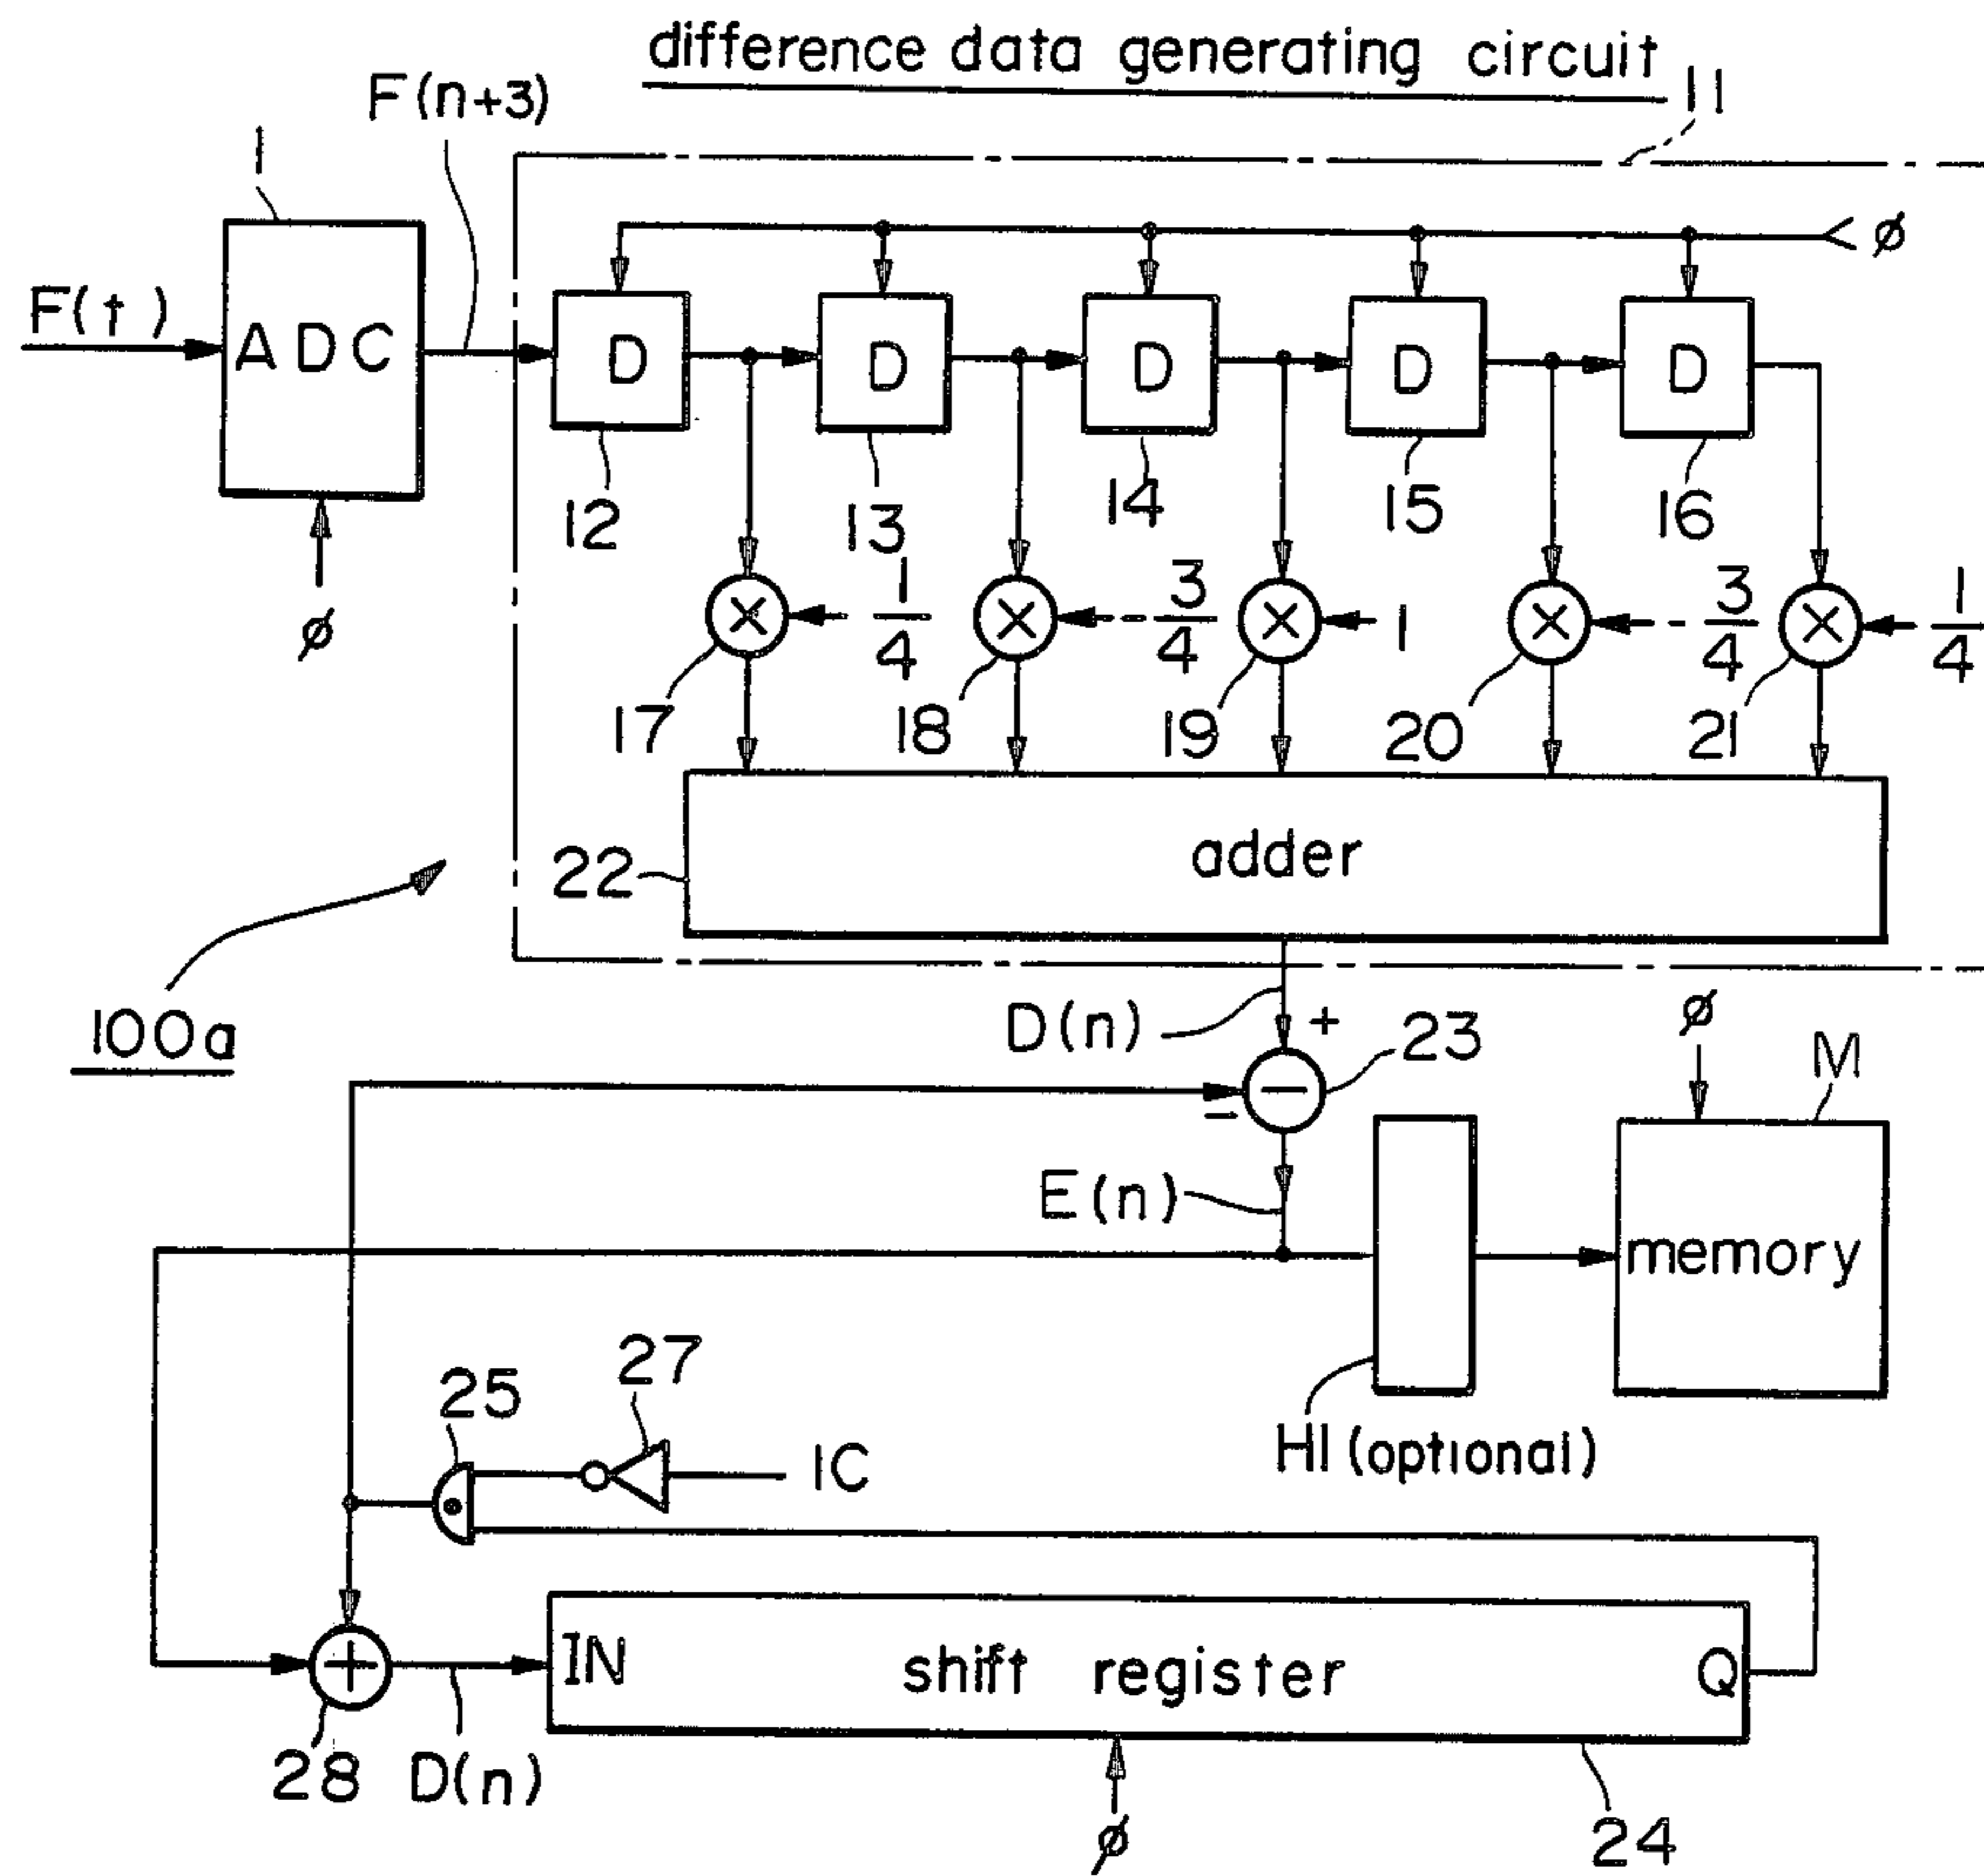 difference data generating circuit
11
F(n+3)
1
φ
F(t)
ADC
D
D
D
D
D
12
13
14
15
16
φ
1/4
-3/4
1
-3/4
1/4
17
18
19
20
21
adder
22
100a
D(n)
+
23
φ
M
−
E(n)
memory
27
25
IC
HI (optional)
IN
shift register
Q
28
D(n)
φ
24